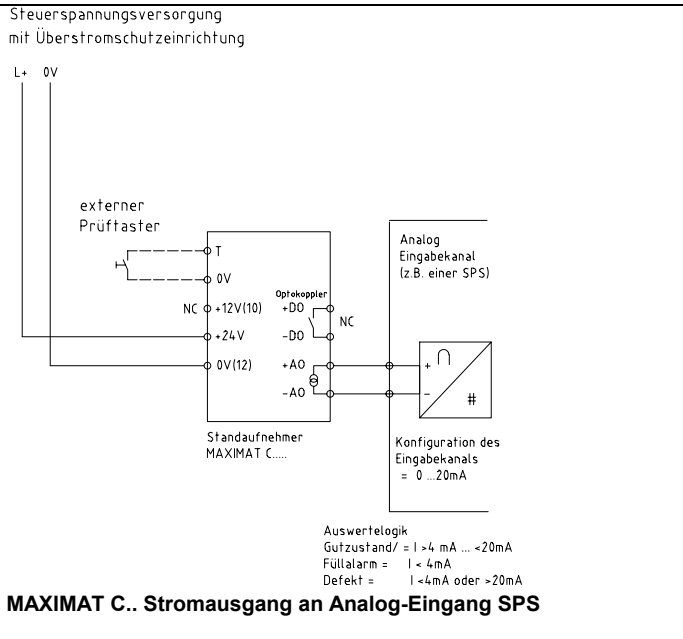 Steuerspannungsversorgung
mit Überstromschutzeinrichtung
L+ 0V
externer
Prüftaster
T
0V
NC +12V(10)
+24V
0V(12)
Optokoppler
+DO
-DO
NC
+AO
-AO
Standaufnehmer
MAXIMAT C.....
Analog
Eingabekanal
(z.B. einer SPS)
+ ∩
- #
Konfiguration des
Eingabekanals
= 0 ...20mA
Auswertelogik
Gutzustand/ = I >4 mA ... <20mA
Füllalarm = I < 4mA
Defekt = I <4mA oder >20mA
MAXIMAT C.. Stromausgang an Analog-Eingang SPS